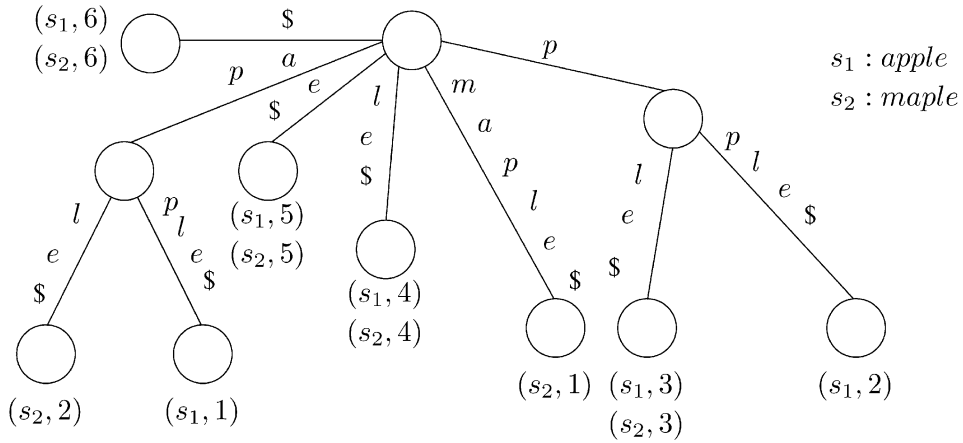 (s₁, 6)
(s₂, 6)
$
a
p
e
$
l
e
$
m
a
p
l
e
$
p
s₁ : apple
s₂ : maple
l
e
$
p
l
e
$
(s₁, 5)
(s₂, 5)
(s₁, 4)
(s₂, 4)
l
e
$
p
l
e
$
(s₂, 2)
(s₁, 1)
(s₂, 1)
(s₁, 3)
(s₂, 3)
(s₁, 2)